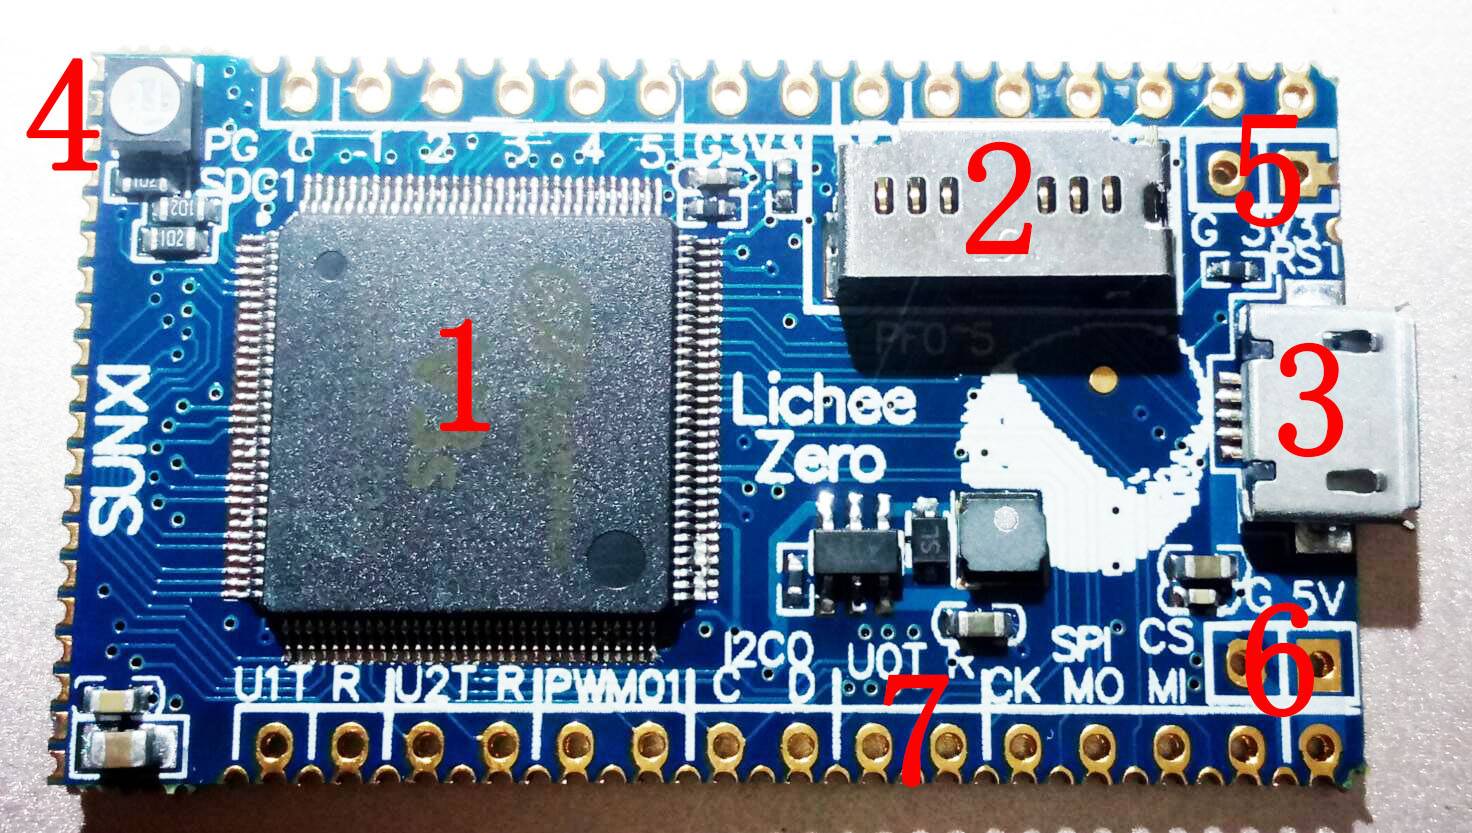 4
PG 0 1 2 3 4 5 G 3V3
SDC1
102
102
102
2
5
G 3V3
RST
PF0-5
1
3
SUNXI
Lichee
Zero
SL
G 5V
6
I2C0 U0T R SPI CS
U1T R U2T R PWM01 C D CK MO MI
7